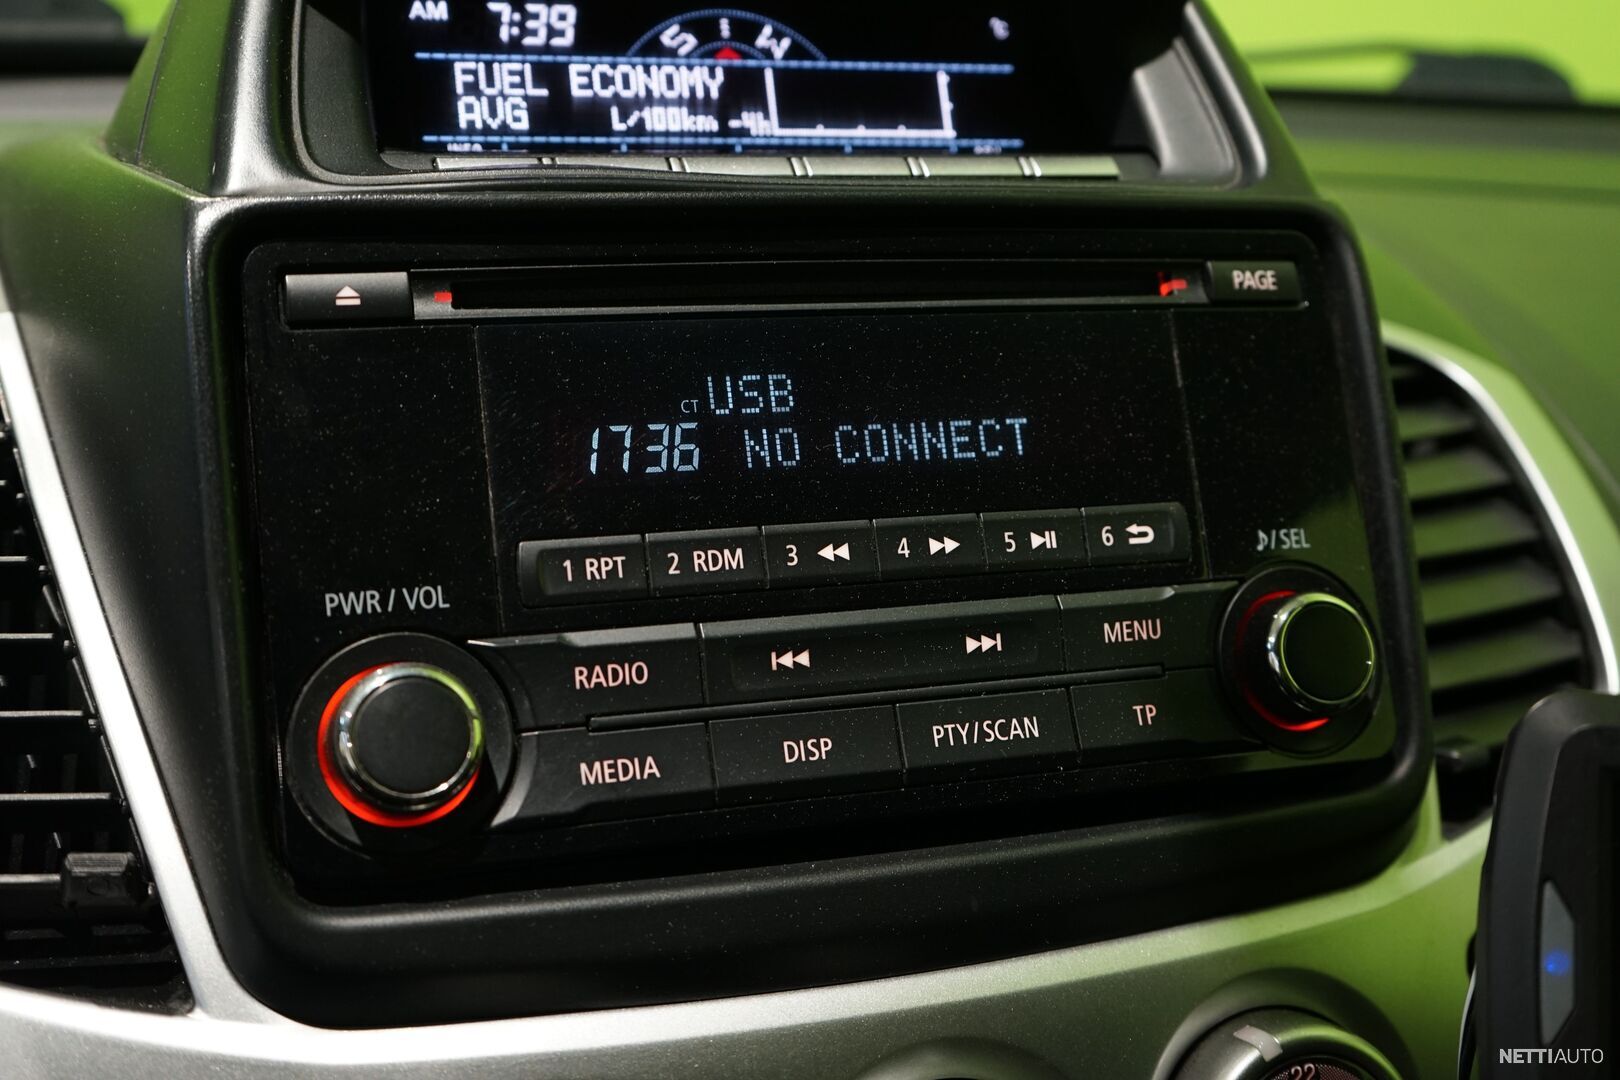 AM 7:39
S W
°C
FUEL ECONOMY
AVG L/100km -4h
PAGE
CT USB
1736 NO CONNECT
1 RPT 2 RDM 3 4 5 6
PWR / VOL
♪/SEL
RADIO MENU
MEDIA DISP PTY/SCAN TP
22
NETTIAUTO